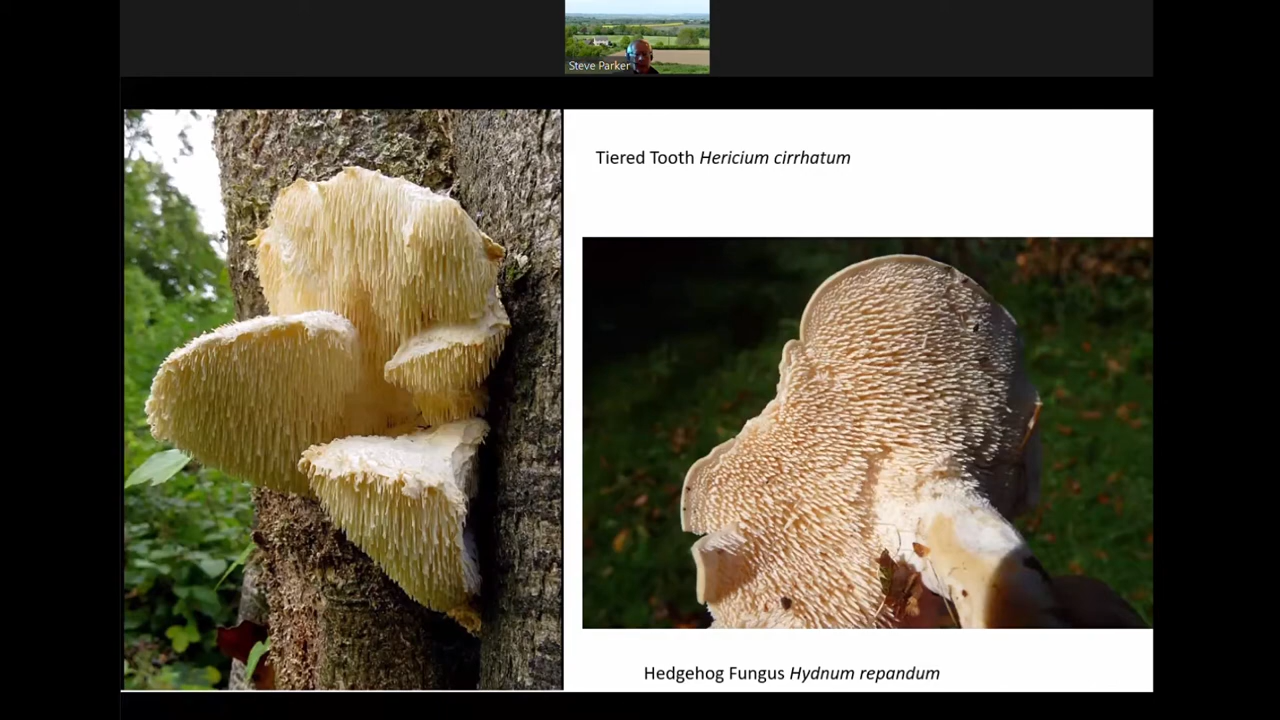 Steve Parker
Tiered Tooth Hericium cirrhatum
Hedgehog Fungus Hydnum repandum